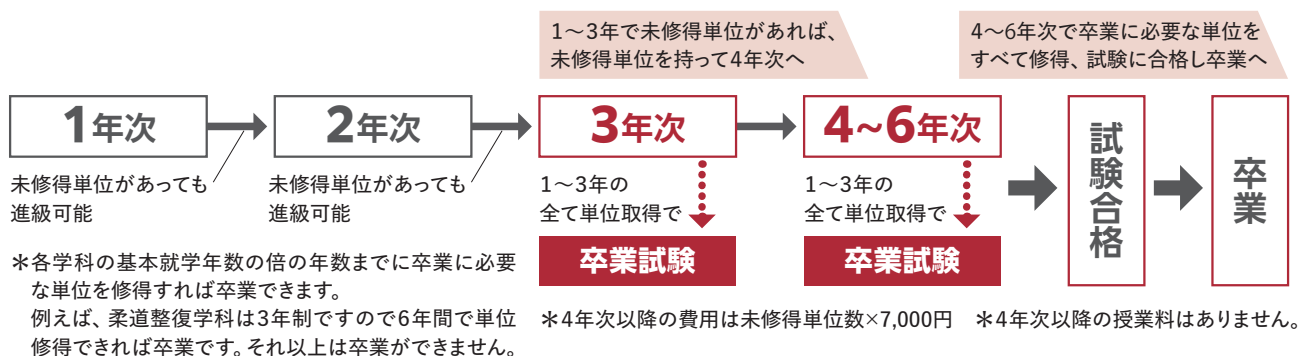 1〜3年で未修得単位があれば、
未修得単位を持って4年次へ
4〜6年次で卒業に必要な単位を
すべて修得、試験に合格し卒業へ
1年次
2年次
3年次
4~6年次
試験合格
卒業
未修得単位があっても
進級可能
未修得単位があっても
進級可能
1〜3年の
全て単位取得で
卒業試験
1〜3年の
全て単位取得で
卒業試験
＊各学科の基本就学年数の倍の年数までに卒業に必要
な単位を修得すれば卒業できます。
例えば、柔道整復学科は3年制ですので6年間で単位
修得できれば卒業です。それ以上は卒業ができません。
＊4年次以降の費用は未修得単位数×7,000円
＊4年次以降の授業料はありません。